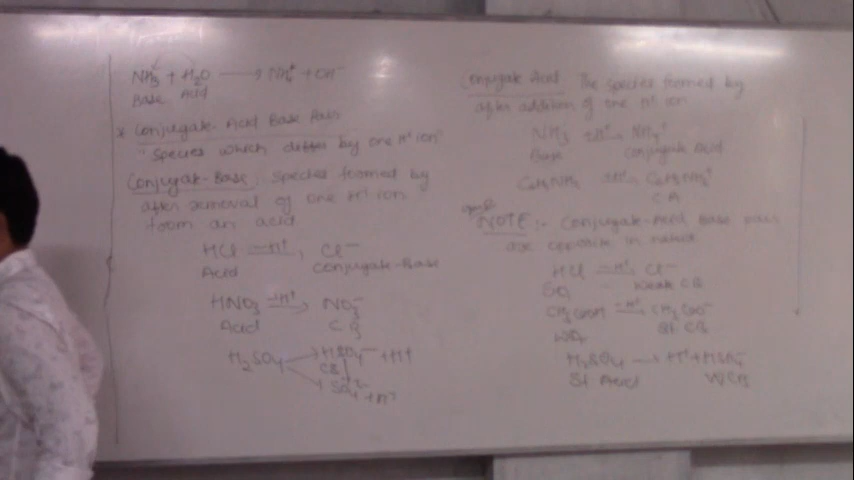 NH3 + H2O → NH4+ + OH-
Base Acid
* Conjugate-Acid Base Pairs
Species which differ by one H+ ion
Conjugate-Base: Species formed by
after removal of one H+ ion
from an acid
HCl -H+→ Cl-
Acid Conjugate-Base
HNO3 -H+→ NO3-
Acid C B
H2SO4 → HSO4- + H+
CB
SO4 2- + H+
Conjugate Acid The species formed by
after addition of one H+ ion
NH3 +H+→ NH4+
Base Conjugate Acid
C6H5NH2 → C6H5NH3+
C A
NOTE:- Conjugate-Acid Base pairs
are opposite in nature
HCl -H+→ Cl-
SA Weak CB
CH3COOH -H+→ CH3COO-
WA St CB
H2SO4 → H+ + HSO4-
St Acid WCB